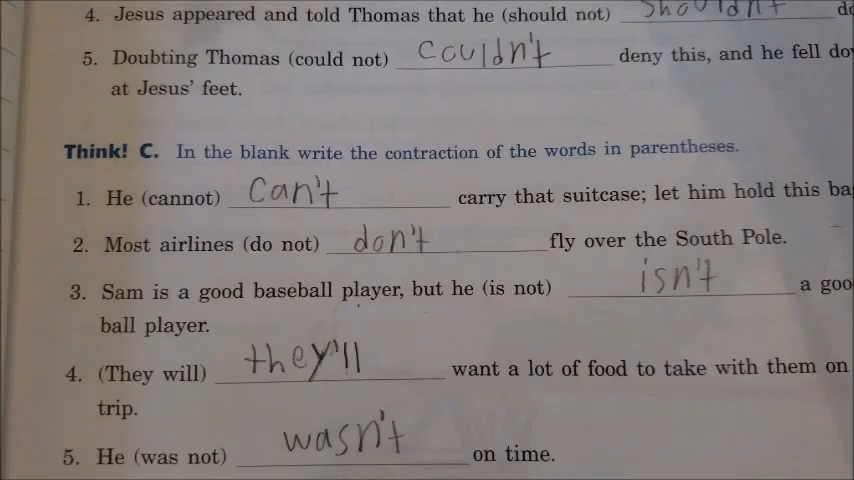 4. Jesus appeared and told Thomas that he (should not) shouldn't
5. Doubting Thomas (could not) couldn't deny this, and he fell
at Jesus' feet.
Think! C. In the blank write the contraction of the words in parentheses.
1. He (cannot) can't carry that suitcase; let him hold this
2. Most airlines (do not) don't fly over the South Pole.
3. Sam is a good baseball player, but he (is not) isn't a
ball player.
4. (They will) they'll want a lot of food to take with them on
trip.
5. He (was not) wasn't on time.